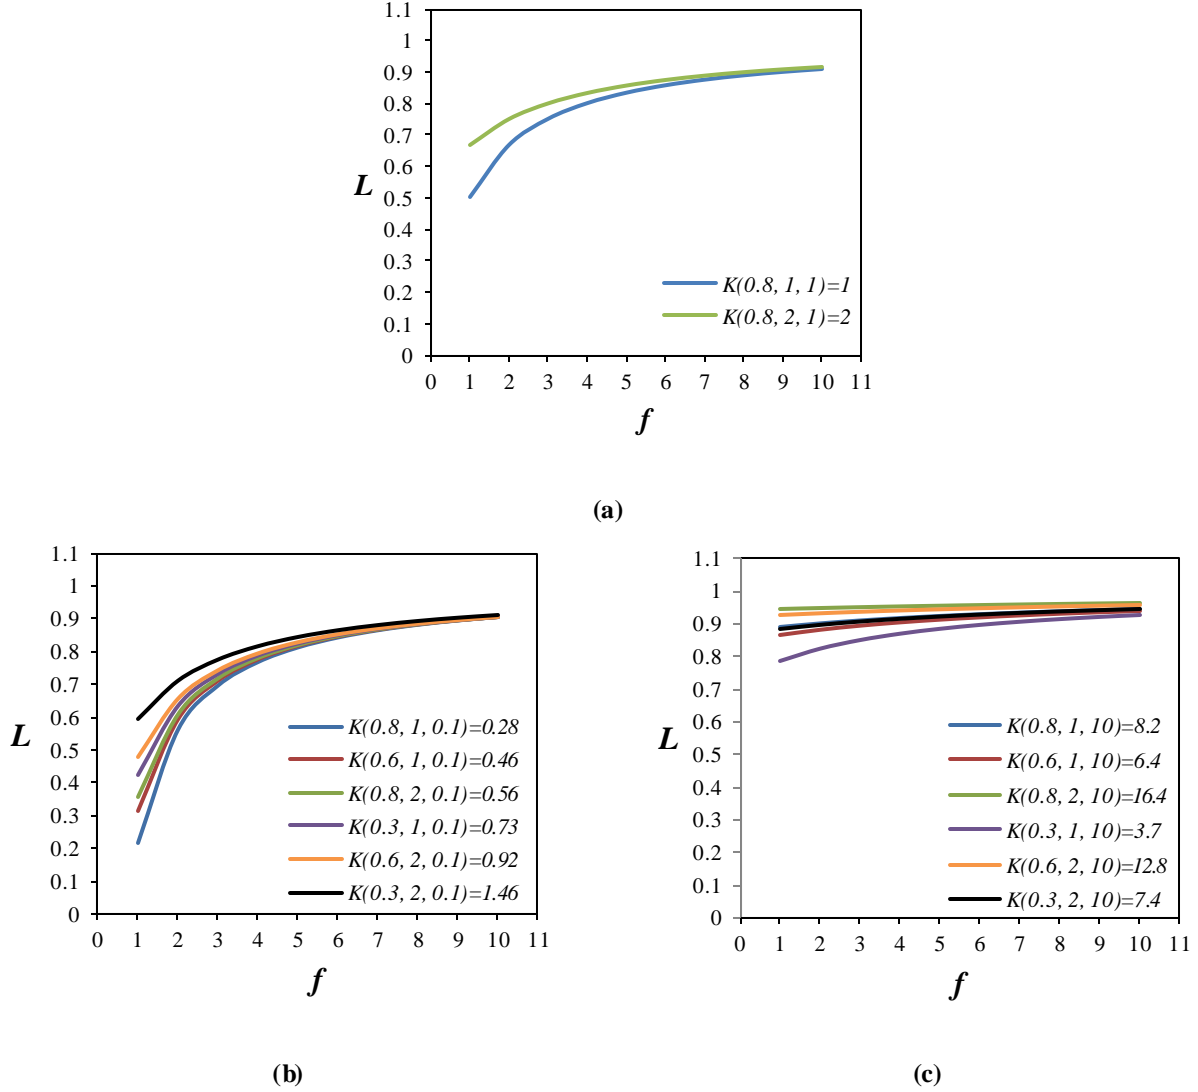 1.1
1
0.9
0.8
0.7
0.6
0.5
0.4
0.3
0.2
0.1
0
L
K(0.8, 1, 1)=1
K(0.8, 2, 1)=2
0 1 2 3 4 5 6 7 8 9 10 11
f
(a)
1.1
1
0.9
0.8
0.7
0.6
0.5
0.4
0.3
0.2
0.1
0
L
K(0.8, 1, 0.1)=0.28
K(0.6, 1, 0.1)=0.46
K(0.8, 2, 0.1)=0.56
K(0.3, 1, 0.1)=0.73
K(0.6, 2, 0.1)=0.92
K(0.3, 2, 0.1)=1.46
0 1 2 3 4 5 6 7 8 9 10 11
f
(b)
1.1
1
0.9
0.8
0.7
0.6
0.5
0.4
0.3
0.2
0.1
0
L
K(0.8, 1, 10)=8.2
K(0.6, 1, 10)=6.4
K(0.8, 2, 10)=16.4
K(0.3, 1, 10)=3.7
K(0.6, 2, 10)=12.8
K(0.3, 2, 10)=7.4
0 1 2 3 4 5 6 7 8 9 10 11
f
(c)